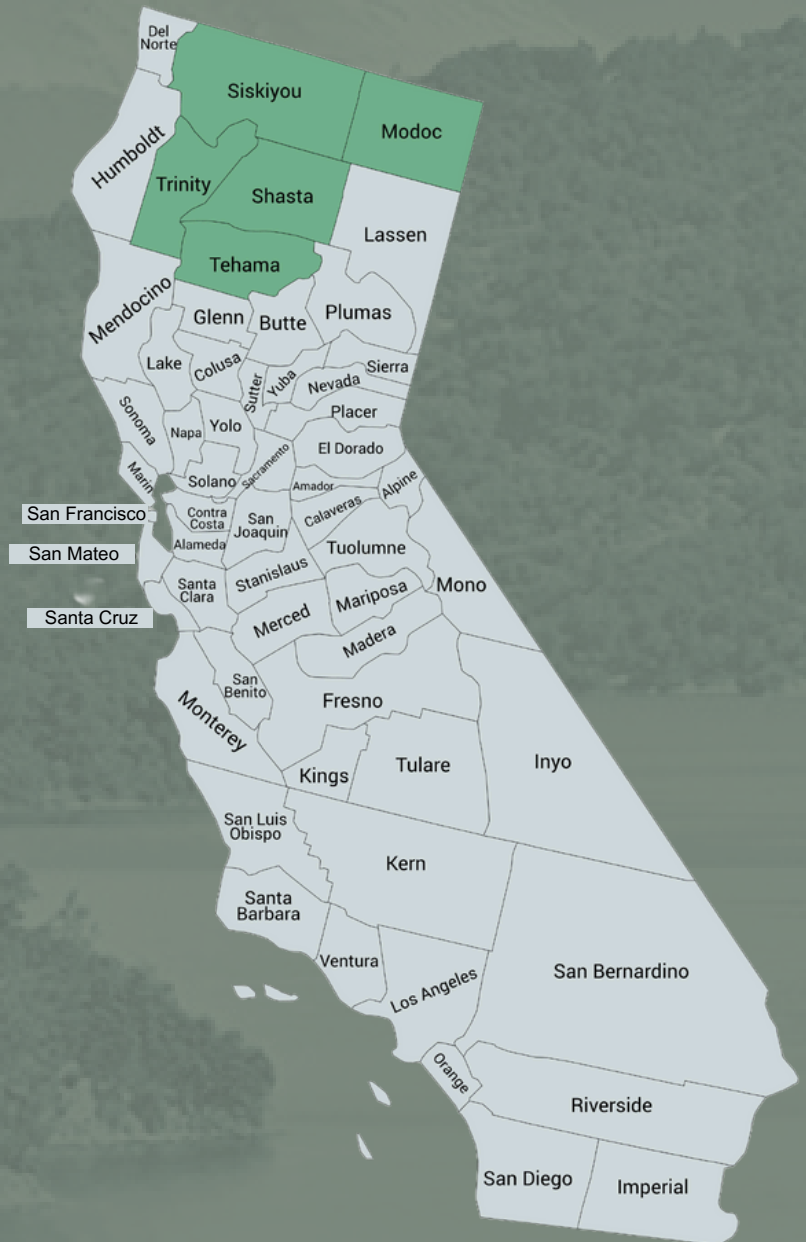 Del
Norte
Siskiyou
Modoc
Humboldt
Trinity
Shasta
Lassen
Tehama
Mendocino
Glenn
Butte
Plumas
Lake
Colusa
Sutter
Yuba
Nevada
Sierra
Placer
Sonoma
Napa
Yolo
El Dorado
Marin
Solano
Sacramento
Amador
Alpine
San Francisco
Contra
Costa
San
Joaquin
Calaveras
Alameda
Tuolumne
San Mateo
Santa
Clara
Stanislaus
Mono
Santa Cruz
Merced
Mariposa
Madera
San
Benito
Monterey
Fresno
Kings
Tulare
Inyo
San Luis
Obispo
Kern
Santa
Barbara
Ventura
Los Angeles
San Bernardino
Orange
Riverside
San Diego
Imperial